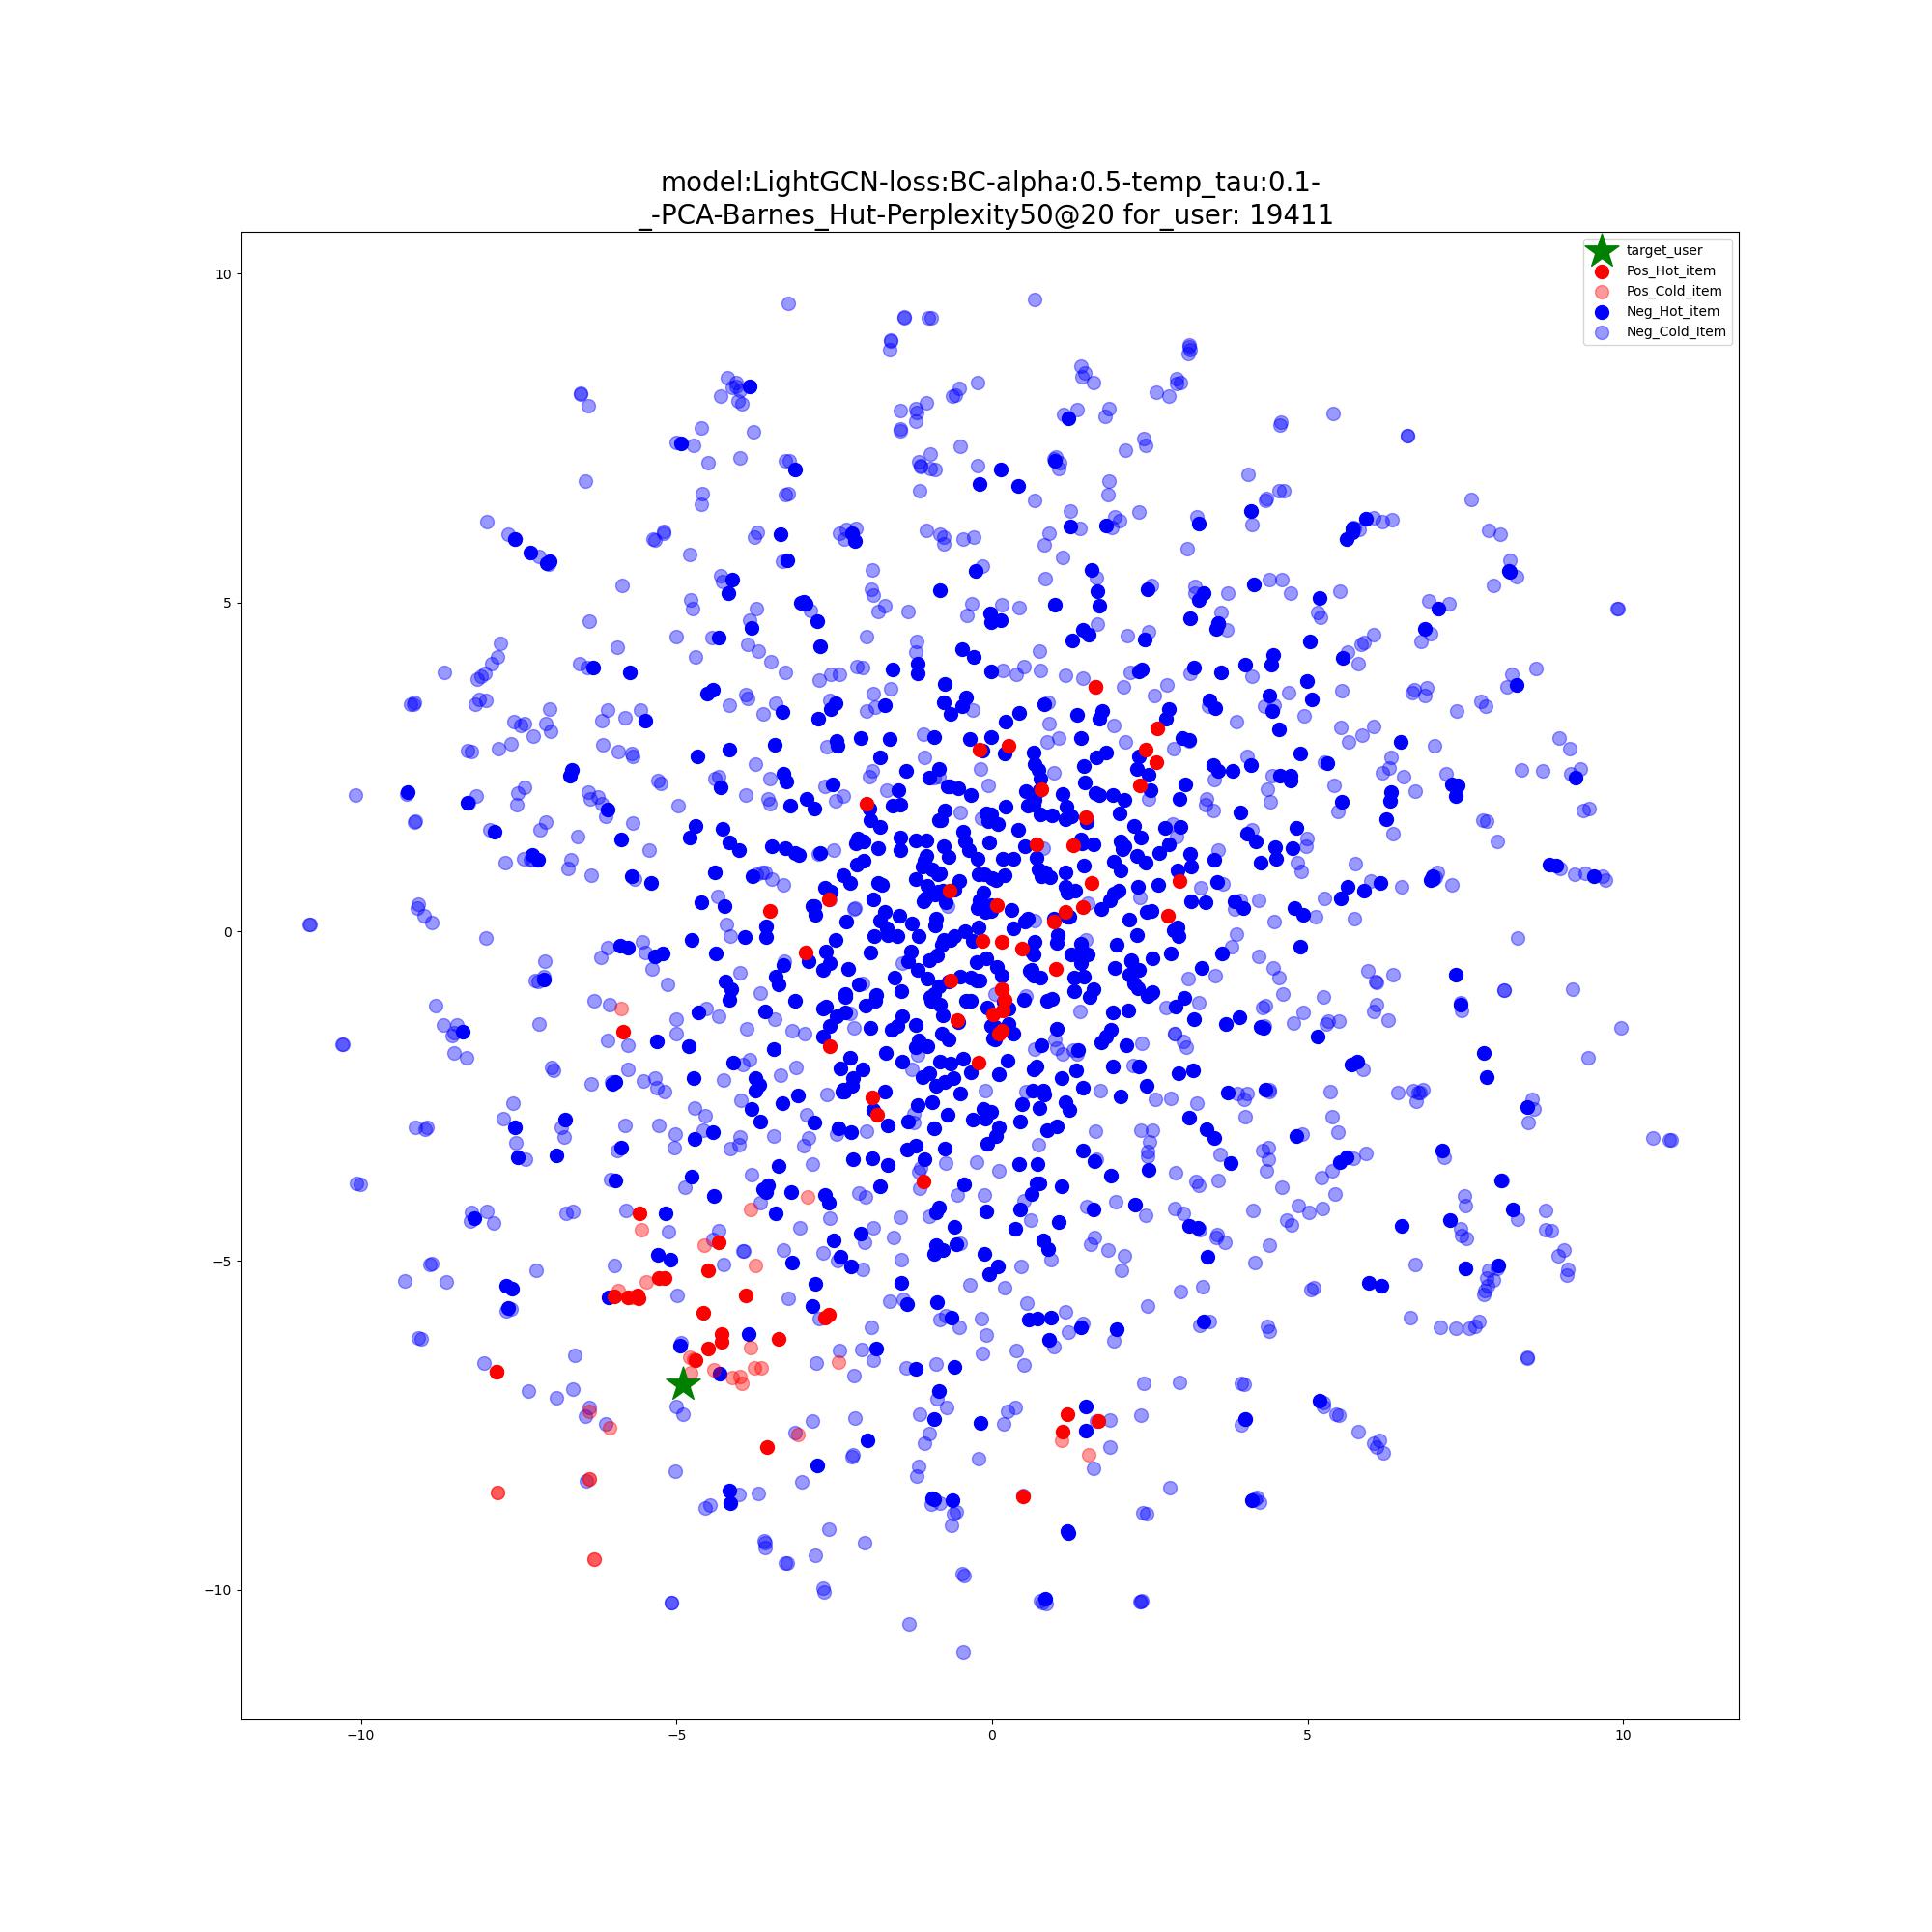 model:LightGCN-loss:BC-alpha:0.5-temp_tau:0.1-
_-PCA-Barnes_Hut-Perplexity50@20 for_user: 19411
target_user
Pos_Hot_item
Pos_Cold_item
Neg_Hot_item
Neg_Cold_Item
10
5
0
−5
−10
−10
−5
0
5
10